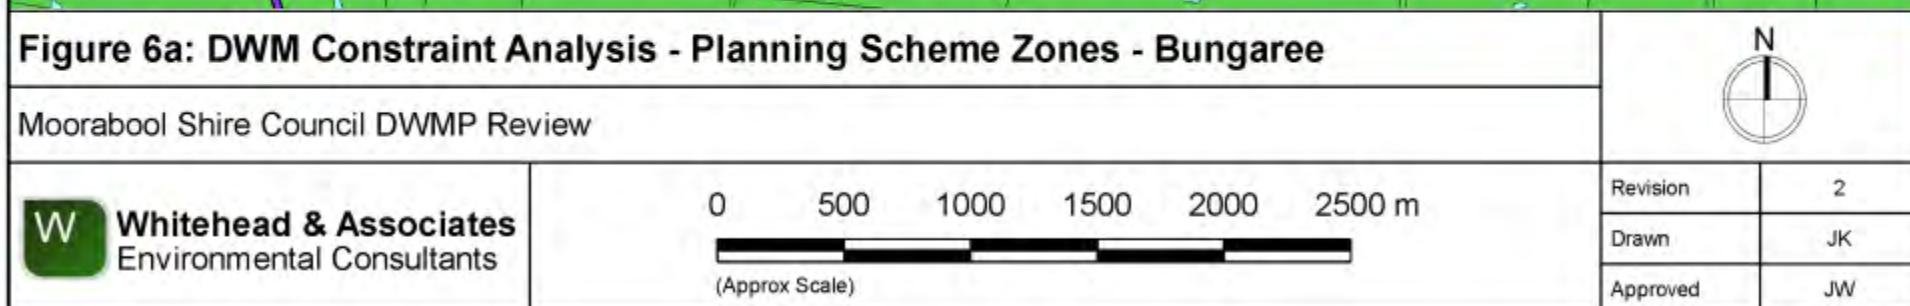 Figure 6a: DWM Constraint Analysis - Planning Scheme Zones - Bungaree
N
Moorabool Shire Council DWMP Review
W
Whitehead & Associates
Environmental Consultants
0 500 1000 1500 2000 2500 m
(Approx Scale)
Revision 2
Drawn JK
Approved JW